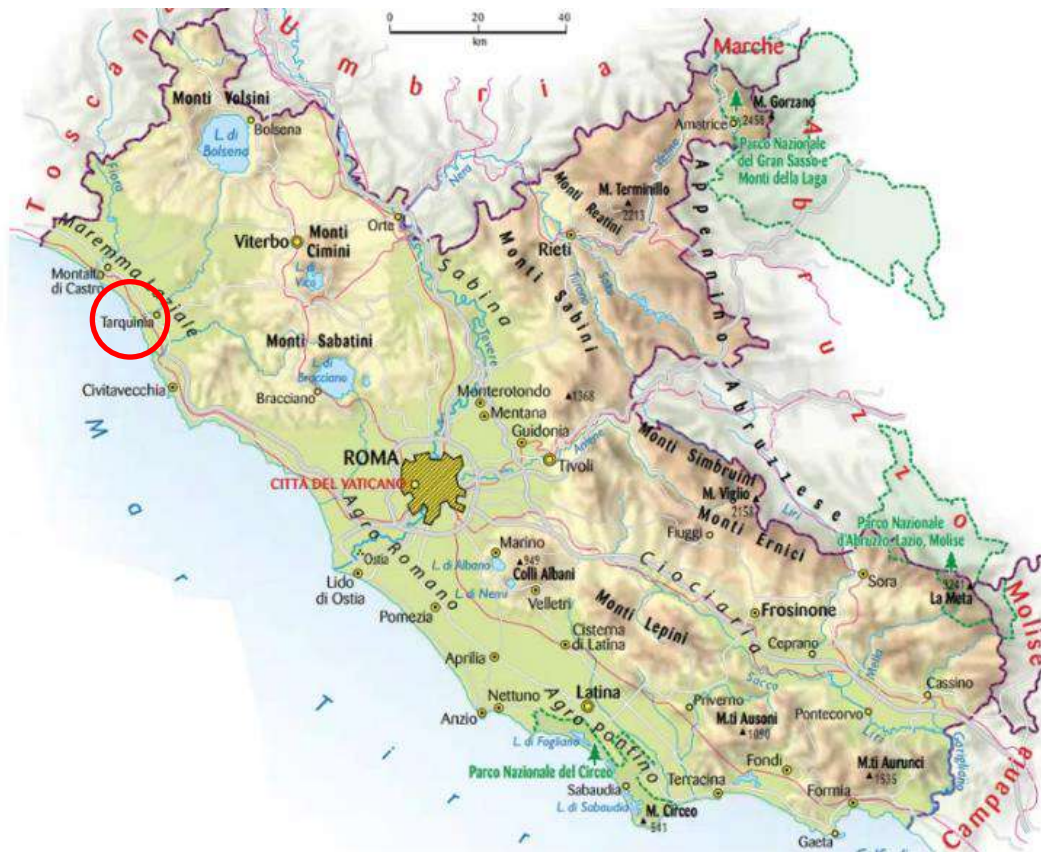 0
20
40
km
Toscana
Umbria
Marche
Abruzzo
Molise
Campania
Mar Tirr
Monti Volsini
Bolsena
L. di
Bolsena
Fiora
M. Gorzano
2458
Amatrice
Parco Nazionale
del Gran Sasso e
Monti della Laga
Nera
Velino
M. Terminillo
2213
Monti Reatini
Appennino
Abruzzese
Orte
Viterbo
Monti
Cimini
L. di
Vico
Rieti
Salto
Turano
Monti Sabini
Sabina
Tevere
Maremma laziale
Montalto
di Castro
Tarquinia
Monti Sabatini
L. di
Bracciano
Bracciano
Civitavecchia
Monterotondo
1368
Mentana
Guidonia
Aniene
Tivoli
Monti Simbruini
ROMA
CITTÀ DEL VATICANO
M. Viglio
2156
Liri
Fiuggi
Monti Ernici
Parco Nazionale
d'Abruzzo, Lazio, Molise
Agro Romano
Ostia
Lido
di Ostia
Marino
L. di Albano
949
Colli Albani
L. di Nemi
Velletri
Pomezia
Ciociaria
Sora
2241
La Meta
Monti Lepini
Frosinone
Cisterna
di Latina
Ceprano
Melfa
Aprilia
Sacco
Cassino
Nettuno
Anzio
Latina
Agro pontino
Priverno
M.ti Ausoni
1090
Pontecorvo
Liri
Garigliano
L. di Fogliano
Parco Nazionale del Circeo
Fondi
M.ti Aurunci
1535
Sabaudia
L. di Sabaudia
Terracina
Formia
M. Circeo
541
Gaeta